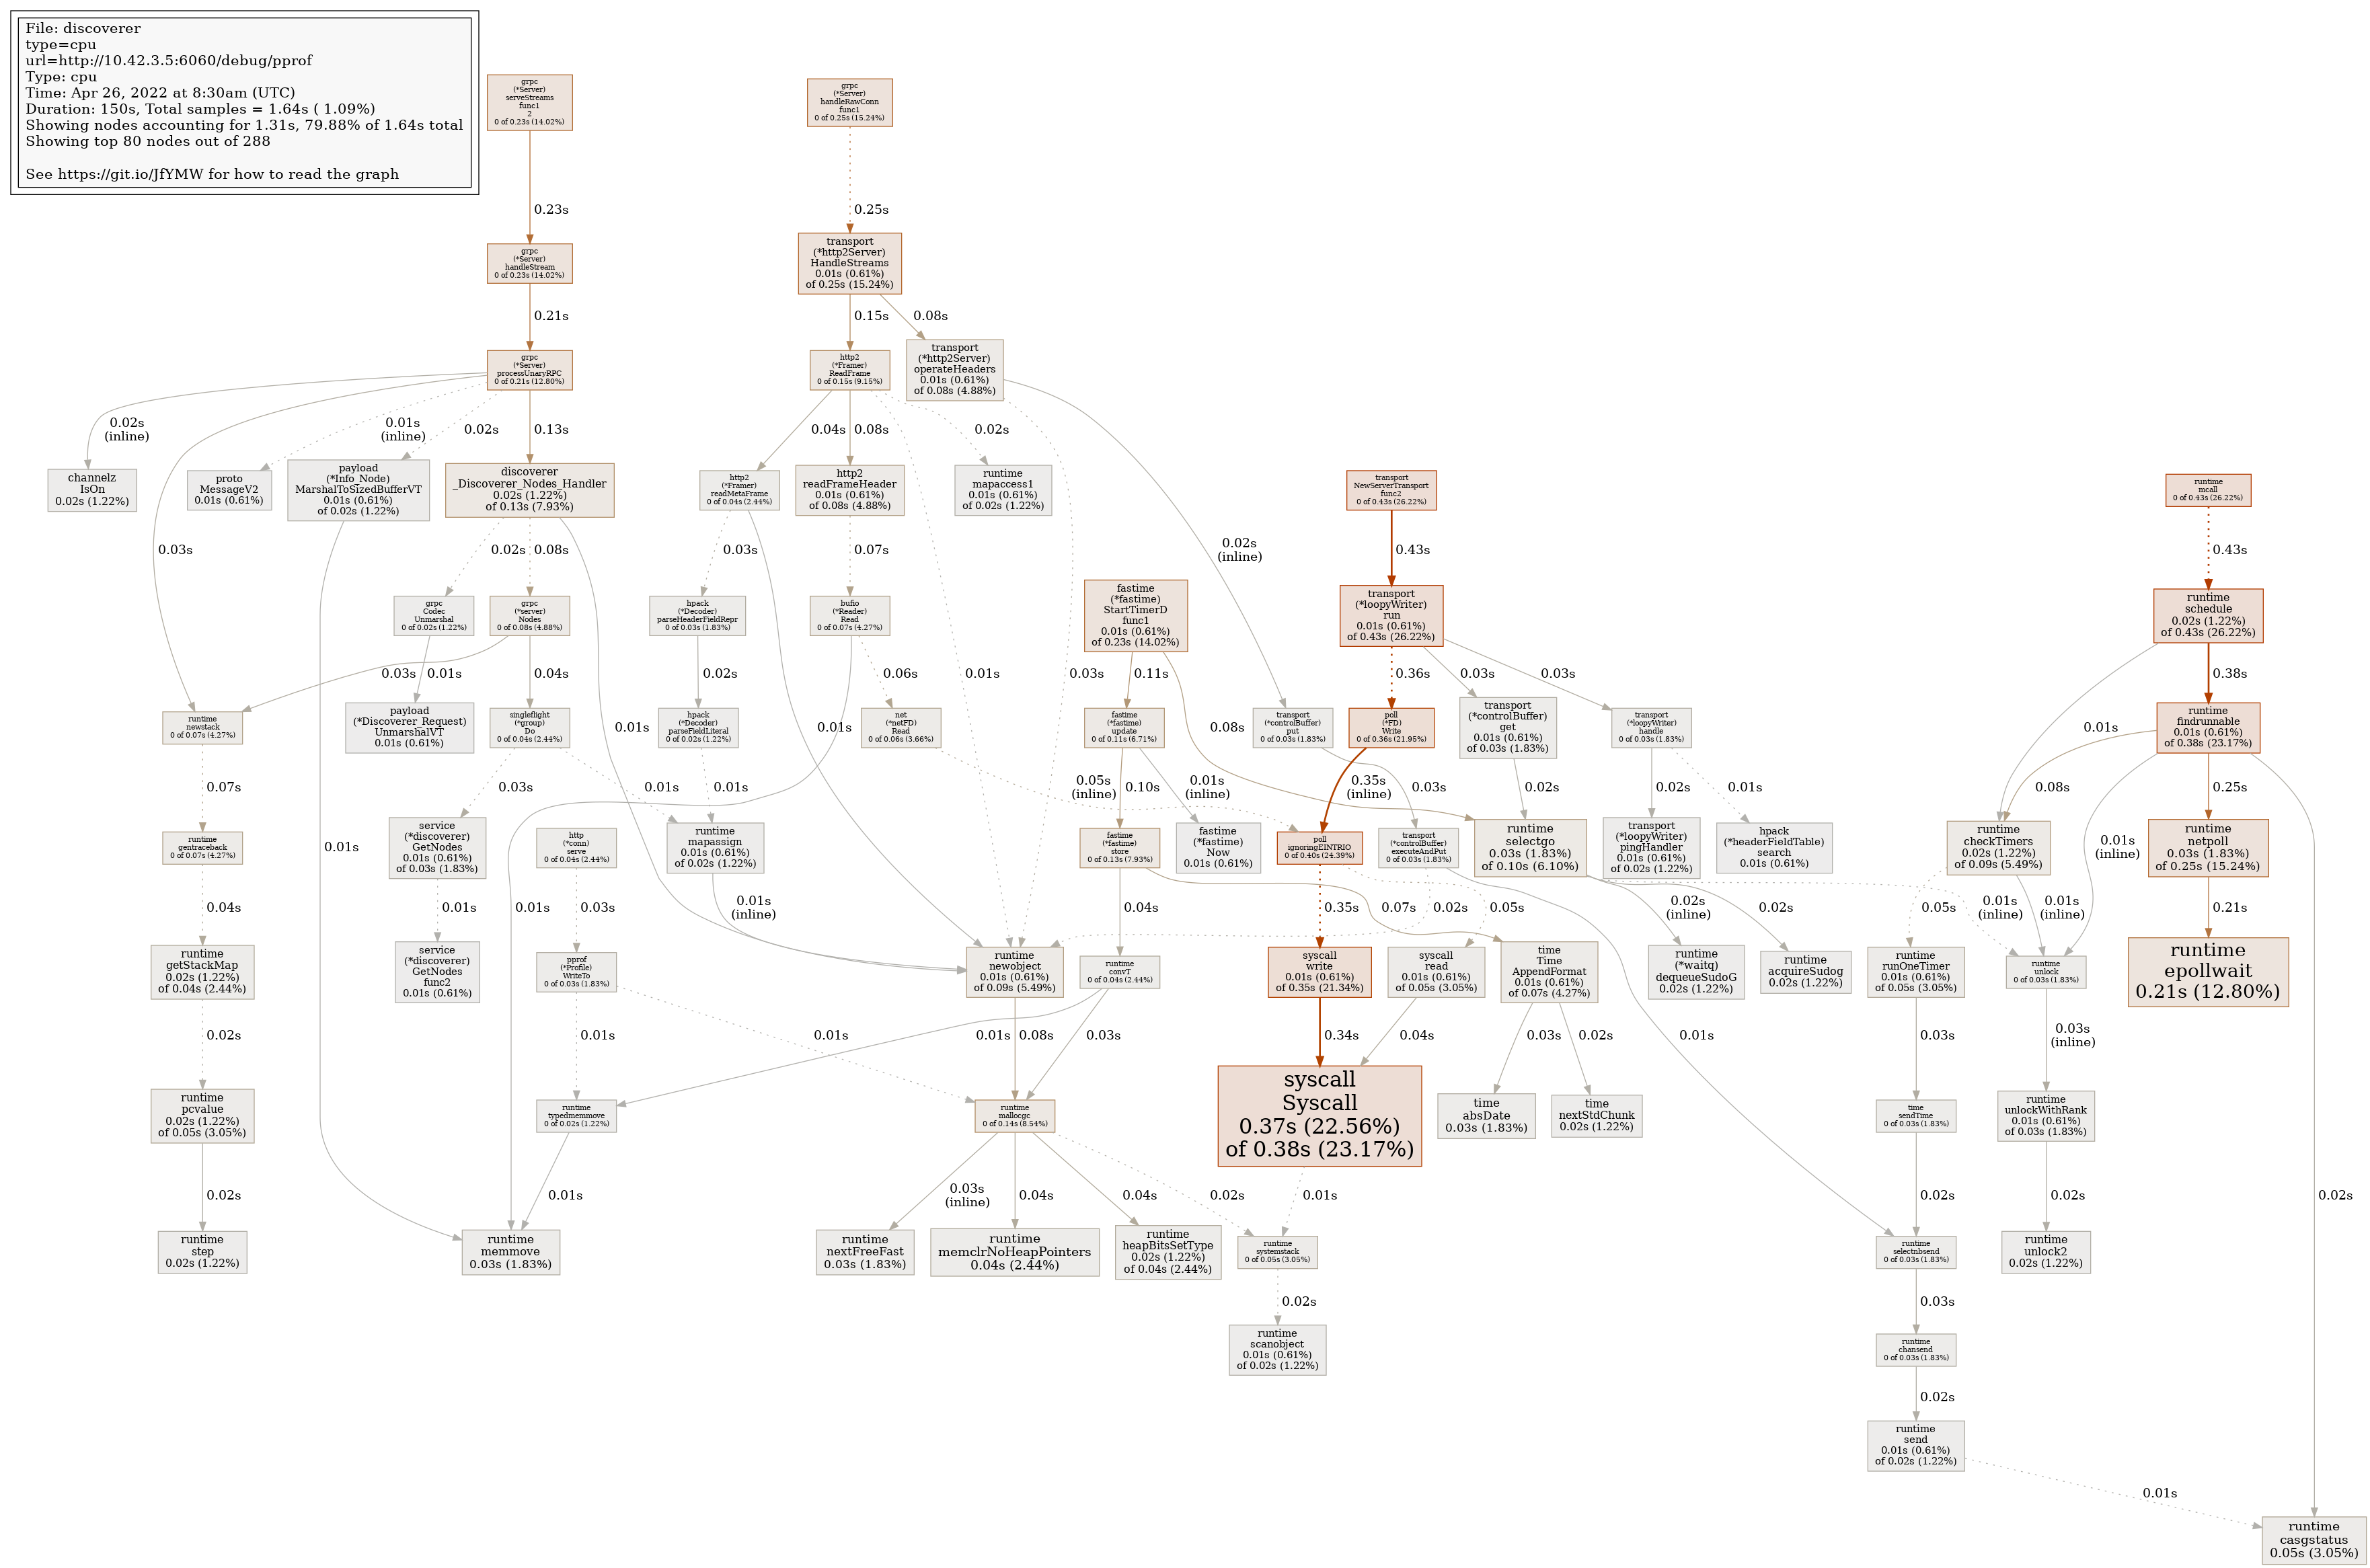 File: discoverer
type=cpu
url=http://10.42.3.5:6060/debug/pprof
Type: cpu
Time: Apr 26, 2022 at 8:30am (UTC)
Duration: 150s, Total samples = 1.64s ( 1.09%)
Showing nodes accounting for 1.31s, 79.88% of 1.64s total
Showing top 80 nodes out of 288
See https://git.io/JfYMW for how to read the graph
grpc
(*Server)
serveStreams
func1
2
0 of 0.23s (14.02%)
grpc
(*Server)
handleRawConn
func1
0 of 0.25s (15.24%)
0.23s
0.25s
grpc
(*Server)
handleStream
0 of 0.23s (14.02%)
transport
(*http2Server)
HandleStreams
0.01s (0.61%)
of 0.25s (15.24%)
0.21s
0.15s
0.08s
grpc
(*Server)
processUnaryRPC
0 of 0.21s (12.80%)
http2
(*Framer)
ReadFrame
0 of 0.15s (9.15%)
transport
(*http2Server)
operateHeaders
0.01s (0.61%)
of 0.08s (4.88%)
0.02s
(inline)
0.01s
(inline)
0.02s
0.13s
0.04s
0.08s
0.02s
channelz
IsOn
0.02s (1.22%)
proto
MessageV2
0.01s (0.61%)
payload
(*Info_Node)
MarshalToSizedBufferVT
0.01s (0.61%)
of 0.02s (1.22%)
discoverer
_Discoverer_Nodes_Handler
0.02s (1.22%)
of 0.13s (7.93%)
http2
(*Framer)
readMetaFrame
0 of 0.04s (2.44%)
http2
readFrameHeader
0.01s (0.61%)
of 0.08s (4.88%)
runtime
mapaccess1
0.01s (0.61%)
of 0.02s (1.22%)
transport
NewServerTransport
func2
0 of 0.43s (26.22%)
runtime
mcall
0 of 0.43s (26.22%)
0.03s
0.02s
0.08s
0.03s
0.07s
0.02s
(inline)
0.43s
0.43s
grpc
Codec
Unmarshal
0 of 0.02s (1.22%)
grpc
(*server)
Nodes
0 of 0.08s (4.88%)
hpack
(*Decoder)
parseHeaderFieldRepr
0 of 0.03s (1.83%)
bufio
(*Reader)
Read
0 of 0.07s (4.27%)
fastime
(*fastime)
StartTimerD
func1
0.01s (0.61%)
of 0.23s (14.02%)
transport
(*loopyWriter)
run
0.01s (0.61%)
of 0.43s (26.22%)
runtime
schedule
0.02s (1.22%)
of 0.43s (26.22%)
0.03s
0.01s
0.04s
0.02s
0.06s
0.01s
0.03s
0.11s
0.36s
0.03s
0.03s
0.38s
runtime
newstack
0 of 0.07s (4.27%)
payload
(*Discoverer_Request)
UnmarshalVT
0.01s (0.61%)
singleflight
(*group)
Do
0 of 0.04s (2.44%)
hpack
(*Decoder)
parseFieldLiteral
0 of 0.02s (1.22%)
net
(*netFD)
Read
0 of 0.06s (3.66%)
fastime
(*fastime)
update
0 of 0.11s (6.71%)
transport
(*controlBuffer)
put
0 of 0.03s (1.83%)
poll
(*FD)
Write
0 of 0.36s (21.95%)
transport
(*controlBuffer)
get
0.01s (0.61%)
of 0.03s (1.83%)
transport
(*loopyWriter)
handle
0 of 0.03s (1.83%)
runtime
findrunnable
0.01s (0.61%)
of 0.38s (23.17%)
0.01s
0.01s
0.08s
0.01s
0.07s
0.03s
0.01s
0.01s
0.05s
(inline)
0.10s
0.01s
(inline)
0.35s
(inline)
0.03s
0.02s
0.02s
0.01s
0.08s
0.25s
runtime
gentraceback
0 of 0.07s (4.27%)
service
(*discoverer)
GetNodes
0.01s (0.61%)
of 0.03s (1.83%)
http
(*conn)
serve
0 of 0.04s (2.44%)
runtime
mapassign
0.01s (0.61%)
of 0.02s (1.22%)
fastime
(*fastime)
store
0 of 0.13s (7.93%)
fastime
(*fastime)
Now
0.01s (0.61%)
poll
ignoringEINTRIO
0 of 0.40s (24.39%)
transport
(*controlBuffer)
executeAndPut
0 of 0.03s (1.83%)
runtime
selectgo
0.03s (1.83%)
of 0.10s (6.10%)
transport
(*loopyWriter)
pingHandler
0.01s (0.61%)
of 0.02s (1.22%)
hpack
(*headerFieldTable)
search
0.01s (0.61%)
runtime
checkTimers
0.02s (1.22%)
of 0.09s (5.49%)
0.01s
(inline)
runtime
netpoll
0.03s (1.83%)
of 0.25s (15.24%)
0.01s
0.04s
0.01s
0.03s
0.01s
0.01s
(inline)
0.04s
0.35s
0.07s
0.02s
0.05s
0.02s
(inline)
0.02s
0.05s
0.01s
(inline)
0.01s
(inline)
0.21s
runtime
getStackMap
0.02s (1.22%)
of 0.04s (2.44%)
service
(*discoverer)
GetNodes
func2
0.01s (0.61%)
pprof
(*Profile)
WriteTo
0 of 0.03s (1.83%)
runtime
newobject
0.01s (0.61%)
of 0.09s (5.49%)
runtime
convT
0 of 0.04s (2.44%)
syscall
write
0.01s (0.61%)
of 0.35s (21.34%)
syscall
read
0.01s (0.61%)
of 0.05s (3.05%)
time
Time
AppendFormat
0.01s (0.61%)
of 0.07s (4.27%)
runtime
(*waitq)
dequeueSudoG
0.02s (1.22%)
runtime
acquireSudog
0.02s (1.22%)
runtime
runOneTimer
0.01s (0.61%)
of 0.05s (3.05%)
runtime
unlock
0 of 0.03s (1.83%)
runtime
epollwait
0.21s (12.80%)
0.02s
0.01s
0.01s
0.01s
0.08s
0.03s
0.34s
0.04s
0.03s
0.02s
0.01s
0.03s
0.03s
(inline)
runtime
pcvalue
0.02s (1.22%)
of 0.05s (3.05%)
runtime
typedmemmove
0 of 0.02s (1.22%)
runtime
mallocgc
0 of 0.14s (8.54%)
syscall
Syscall
0.37s (22.56%)
of 0.38s (23.17%)
time
absDate
0.03s (1.83%)
time
nextStdChunk
0.02s (1.22%)
time
sendTime
0 of 0.03s (1.83%)
runtime
unlockWithRank
0.01s (0.61%)
of 0.03s (1.83%)
0.02s
0.01s
0.03s
(inline)
0.04s
0.04s
0.02s
0.01s
0.02s
0.02s
0.02s
runtime
step
0.02s (1.22%)
runtime
memmove
0.03s (1.83%)
runtime
nextFreeFast
0.03s (1.83%)
runtime
memclrNoHeapPointers
0.04s (2.44%)
runtime
heapBitsSetType
0.02s (1.22%)
of 0.04s (2.44%)
runtime
systemstack
0 of 0.05s (3.05%)
runtime
selectnbsend
0 of 0.03s (1.83%)
runtime
unlock2
0.02s (1.22%)
0.02s
0.03s
runtime
scanobject
0.01s (0.61%)
of 0.02s (1.22%)
runtime
chansend
0 of 0.03s (1.83%)
0.02s
runtime
send
0.01s (0.61%)
of 0.02s (1.22%)
0.01s
runtime
casgstatus
0.05s (3.05%)